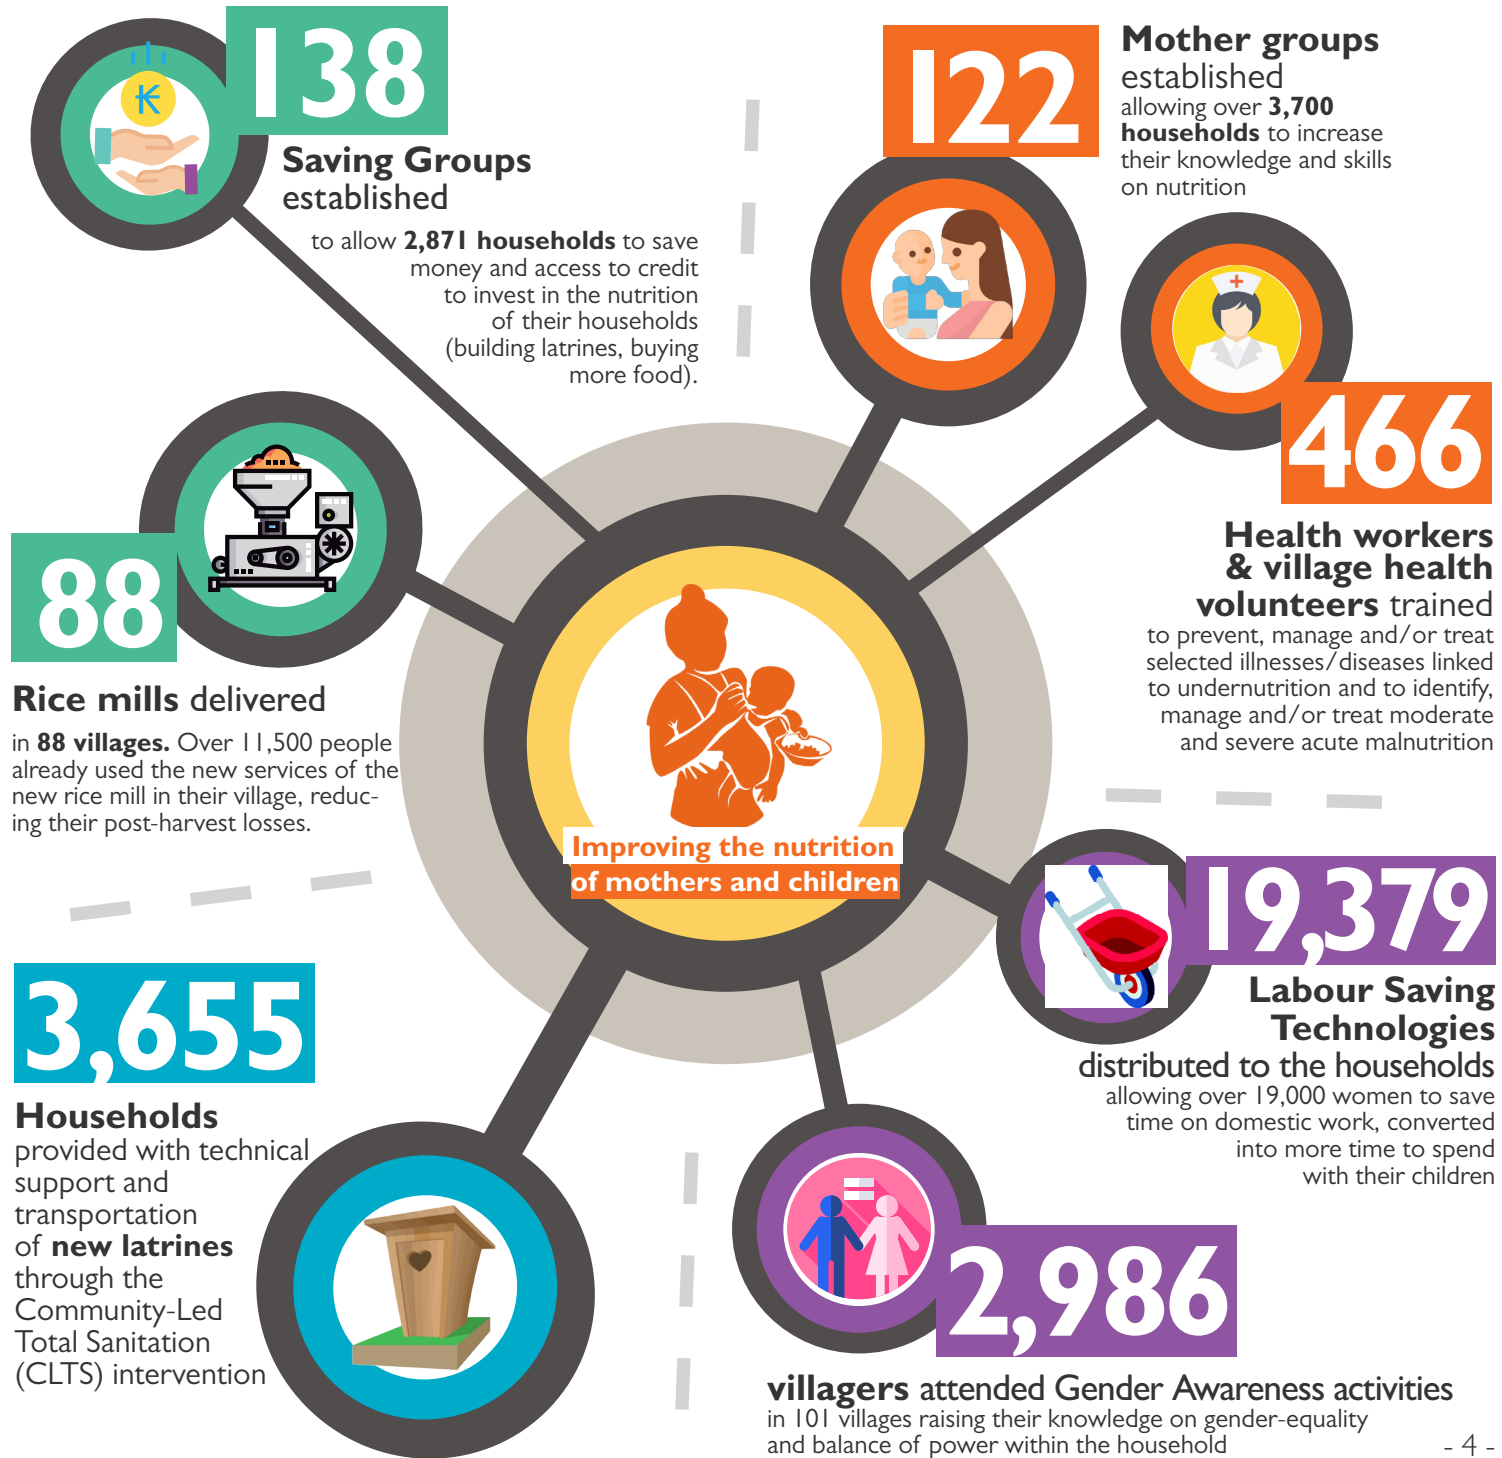 138
Saving Groups
established
to allow 2,871 households to save
money and access to credit
to invest in the nutrition
of their households
(building latrines, buying
more food).
122
Mother groups
established
allowing over 3,700
households to increase
their knowledge and skills
on nutrition
466
Health workers
& village health
volunteers trained
to prevent, manage and/or treat
selected illnesses/diseases linked
to undernutrition and to identify,
manage and/or treat moderate
and severe acute malnutrition
88
Rice mills delivered
in 88 villages. Over 11,500 people
already used the new services of the
new rice mill in their village, reduc-
ing their post-harvest losses.
Improving the nutrition
of mothers and children
19,379
Labour Saving
Technologies
distributed to the households
allowing over 19,000 women to save
time on domestic work, converted
into more time to spend
with their children
3,655
Households
provided with technical
support and
transportation
of new latrines
through the
Community-Led
Total Sanitation
(CLTS) intervention
2,986
villagers attended Gender Awareness activities
in 101 villages raising their knowledge on gender-equality
and balance of power within the household
- 4 -